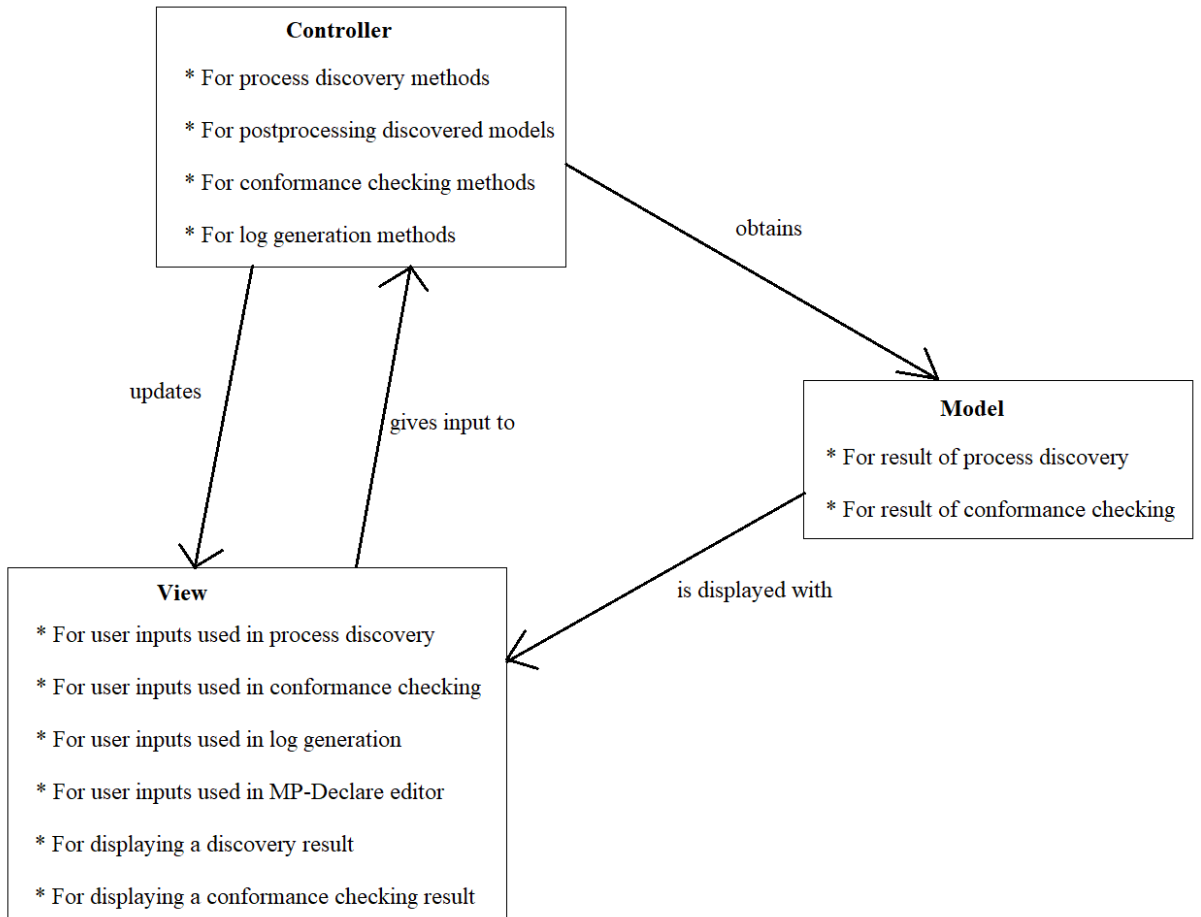 Controller
* For process discovery methods
* For postprocessing discovered models
* For conformance checking methods
* For log generation methods
obtains
updates
gives input to
Model
* For result of process discovery
* For result of conformance checking
is displayed with
View
* For user inputs used in process discovery
* For user inputs used in conformance checking
* For user inputs used in log generation
* For user inputs used in MP-Declare editor
* For displaying a discovery result
* For displaying a conformance checking result